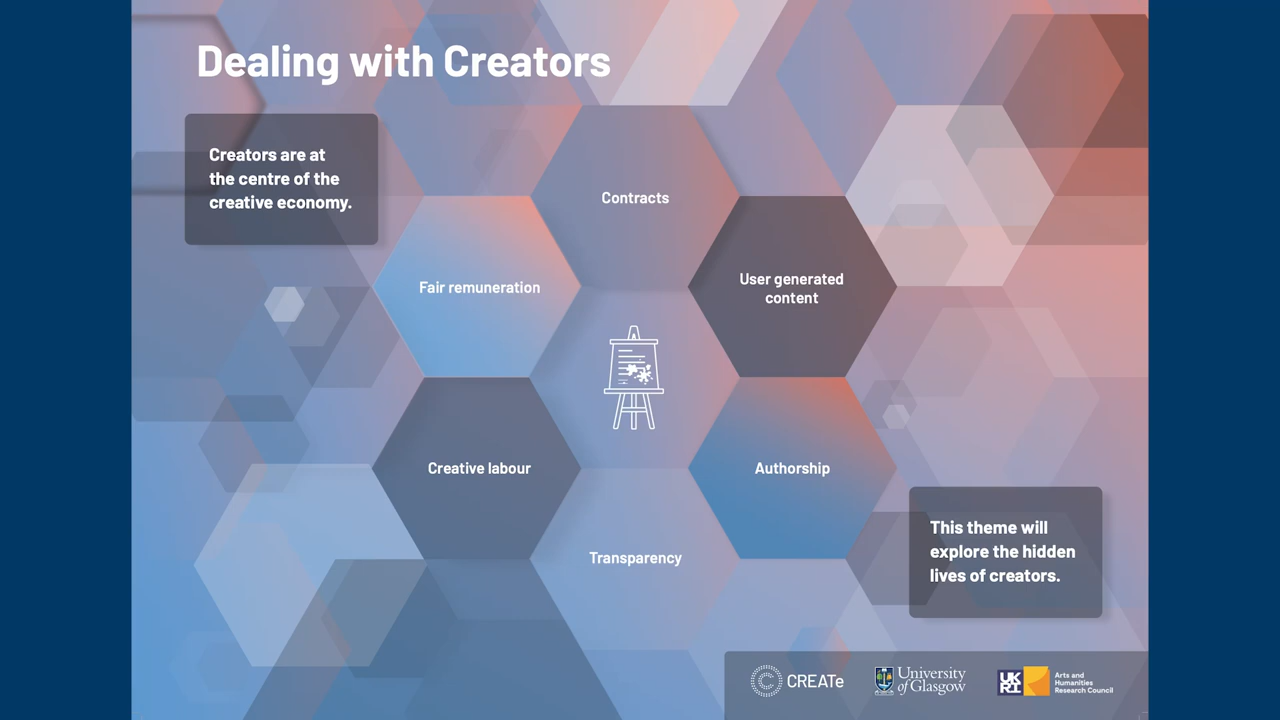 Dealing with Creators
Creators are at
the centre of the
creative economy.
Contracts
Fair remuneration
User generated
content
Creative labour
Authorship
Transparency
This theme will
explore the hidden
lives of creators.
CREATe
University
of Glasgow
UK
RI
Arts and
Humanities
Research Council